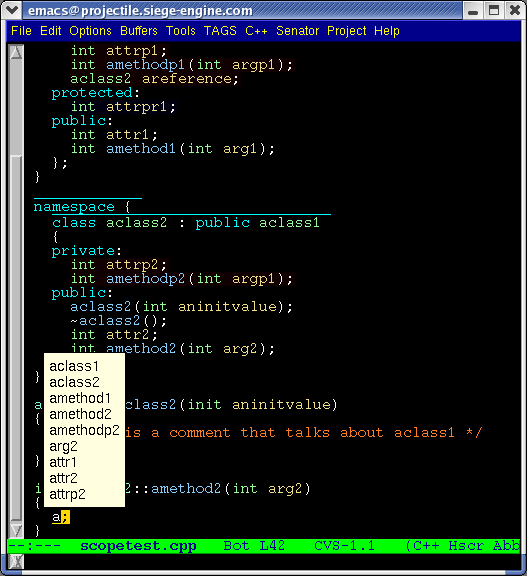 emacs@projectile.siege-engine.com
File Edit Options Buffers Tools TAGS C++ Senator Project Help
int attrp1;
int amethodp1(int argp1);
aclass2 areference;
protected:
int attrpr1;
public:
int attr1;
int amethod1(int arg1);
};
}
namespace {
class aclass2 : public aclass1
{
private:
int attrp2;
int amethodp2(int argp1);
public:
aclass2(int aninitvalue);
~aclass2();
int attr2;
int amethod2(int arg2);
}
aclass1
aclass2
amethod1
amethod2
amethodp2
arg2
attr1
attr2
attrp2
a class2(init aninitvalue)
{
is a comment that talks about aclass1 */
}
i 2::amethod2(int arg2)
{
a;
}
--:--- scopetest.cpp Bot L42 CVS-1.1 (C++ Hscr Abb